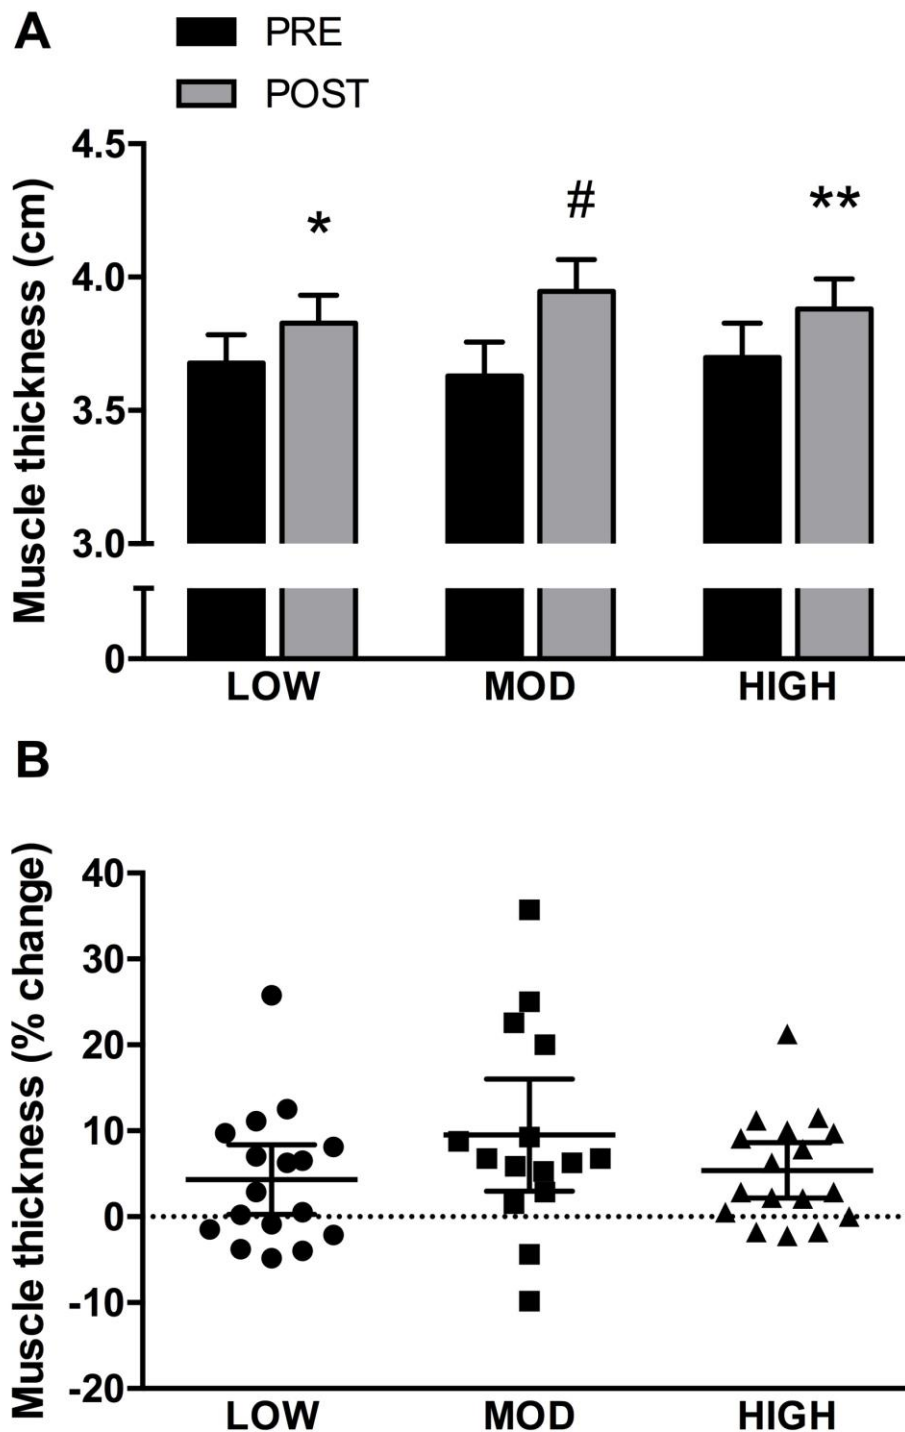 A
PRE
POST
Muscle thickness (cm)
4.5
4.0
3.5
3.0
0
*
#
**
LOW MOD HIGH
B
Muscle thickness (% change)
40
30
20
10
0
-10
-20
LOW MOD HIGH